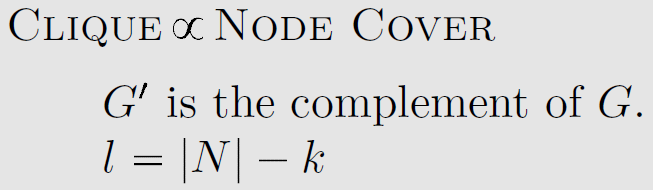 CLIQUE ∝ NODE COVER
G′ is the complement of G.
l = |N| − k